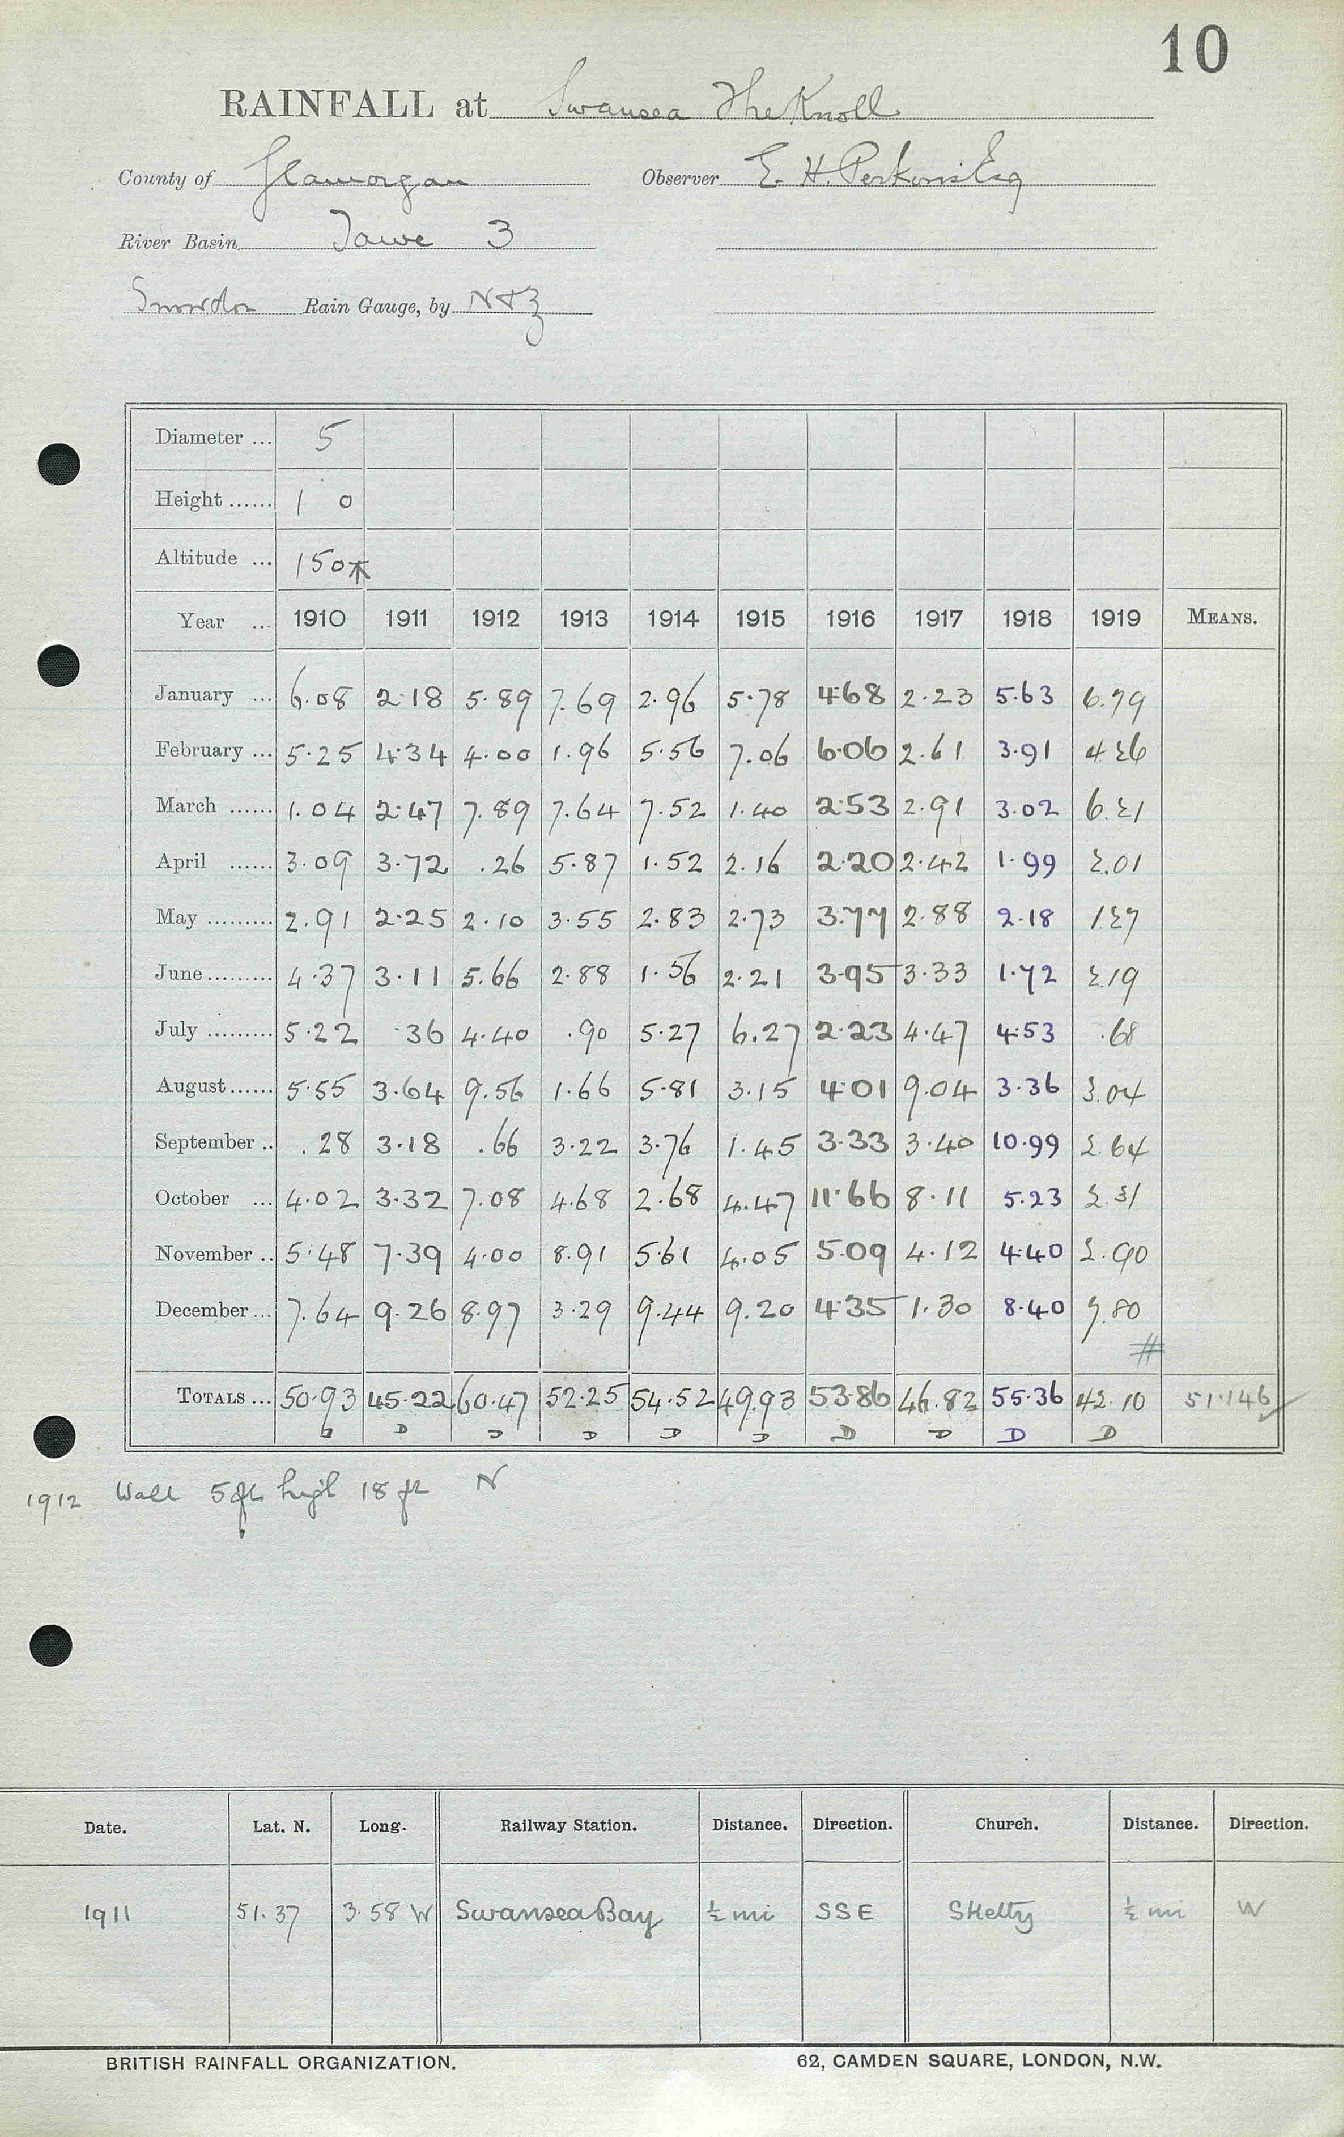 10
RAINFALL at Swansea The Knoll
County of Glamorgan Observer E. H. Perkins Esq
River Basin Tawe 3
Snowdon Rain Gauge, by N & Z
Diameter ... 5
Height ...... 1 0
Altitude ... 150*
Year ... 1910 1911 1912 1913 1914 1915 1916 1917 1918 1919 MEANS.
January ... 6.08 2.18 5.89 7.69 2.96 5.78 4.68 2.23 5.63 6.79
February ... 5.25 4.34 4.00 1.96 5.56 7.06 6.06 2.61 3.91 4.26
March ...... 1.04 2.47 7.89 7.64 7.52 1.40 2.53 2.91 3.02 6.21
April ...... 3.09 3.72 .26 5.87 1.52 2.16 2.20 2.42 1.99 2.01
May ......... 2.91 2.25 2.10 3.55 2.83 2.73 3.77 2.88 2.18 1.27
June ......... 4.37 3.11 5.66 2.88 1.56 2.21 3.95 3.33 1.72 2.19
July ......... 5.22 .36 4.40 .90 5.27 6.27 2.23 4.47 4.53 .68
August ...... 5.55 3.64 9.56 1.66 5.81 3.15 4.01 9.04 3.36 3.04
September .. .28 3.18 .66 3.22 3.76 1.45 3.33 3.40 10.99 2.64
October ... 4.02 3.32 7.08 4.68 2.68 4.47 11.66 8.11 5.23 2.31
November .. 5.48 7.39 4.00 8.91 5.61 4.05 5.09 4.12 4.40 2.90
December ... 7.64 9.26 8.97 3.29 9.44 9.20 4.35 1.30 8.40 7.80
#
TOTALS ... 50.93 45.22 60.47 52.25 54.52 49.93 53.86 46.82 55.36 42.10 51.146
D D D D D D D D D D
1912 Wall 5 ft high 18 ft N
Date. Lat. N. Long. Railway Station. Distance. Direction. Church. Distance. Direction.
1911 51.37 3.58 W Swansea Bay ½ mi SSE Sketty ½ mi W
BRITISH RAINFALL ORGANIZATION. 62, CAMDEN SQUARE, LONDON, N.W.